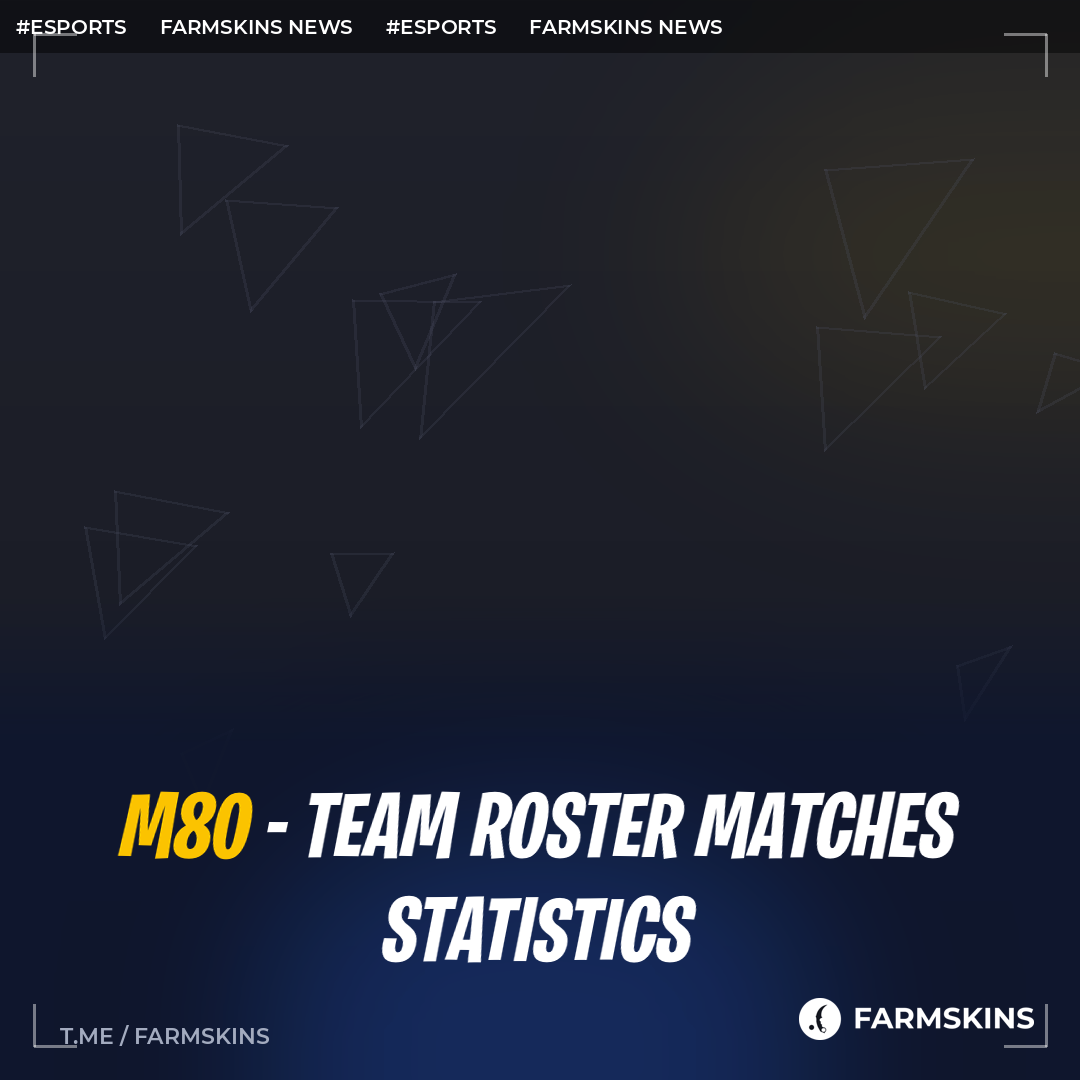 #ESPORTS FARMSKINS NEWS #ESPORTS FARMSKINS NEWS
M80 - TEAM ROSTER MATCHES
STATISTICS
T.ME / FARMSKINS
FARMSKINS